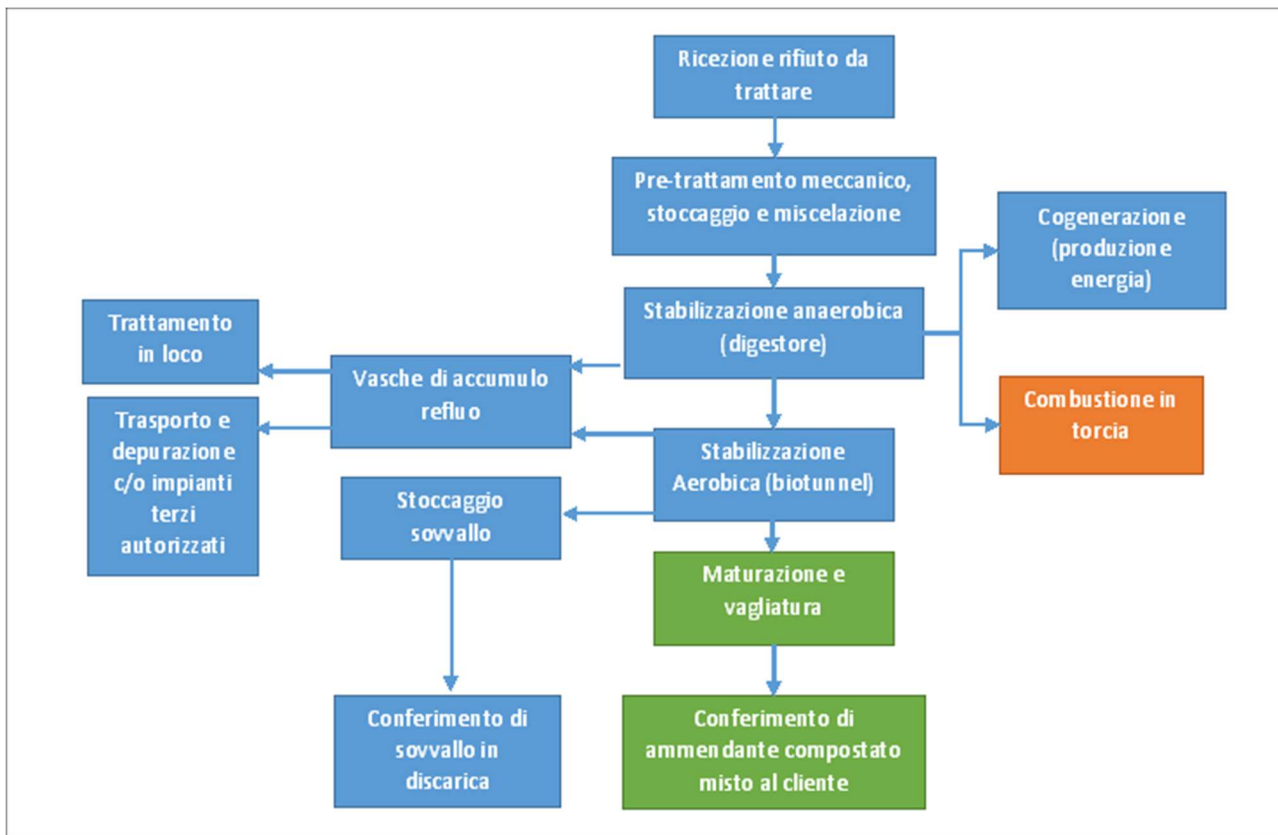 Ricezione rifiuto da
trattare
Pre-trattamento meccanico,
stoccaggio e miscelazione
Cogenerazione
(produzione
energia)
Stabilizzazione anaerobica
(digestore)
Trattamento
in loco
Vasche di accumulo
refluo
Combustione in
torcia
Trasporto e
depurazione
c/o impianti
terzi
autorizzati
Stabilizzazione
Aerobica (biotunnel)
Stoccaggio
sovvallo
Maturazione e
vagliatura
Conferimento di
sovvallo in
discarica
Conferimento di
ammendante compostato
misto al cliente